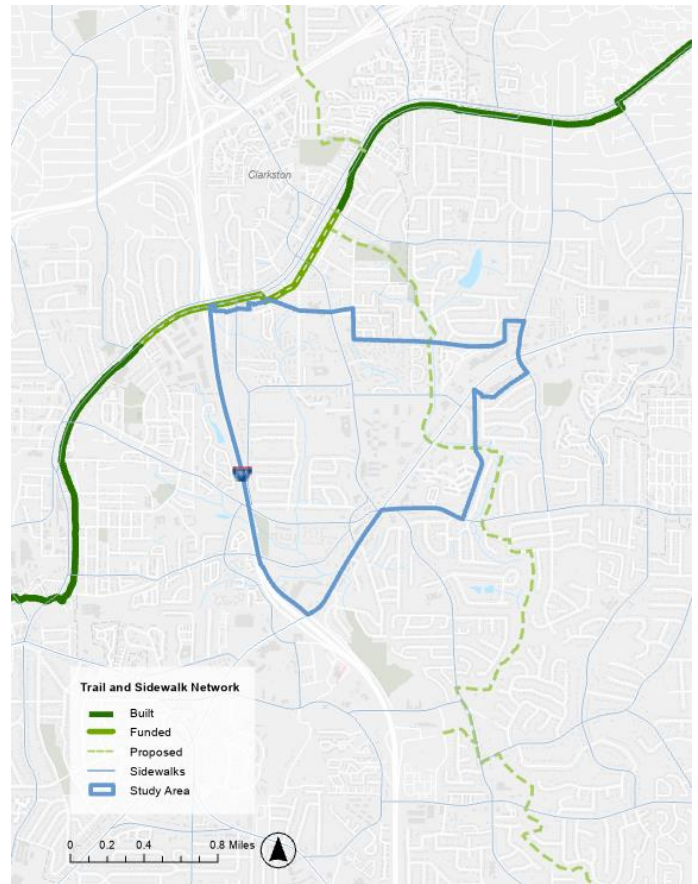 Clarkston
Trail and Sidewalk Network
Built
Funded
Proposed
Sidewalks
Study Area
0 0.2 0.4 0.8 Miles